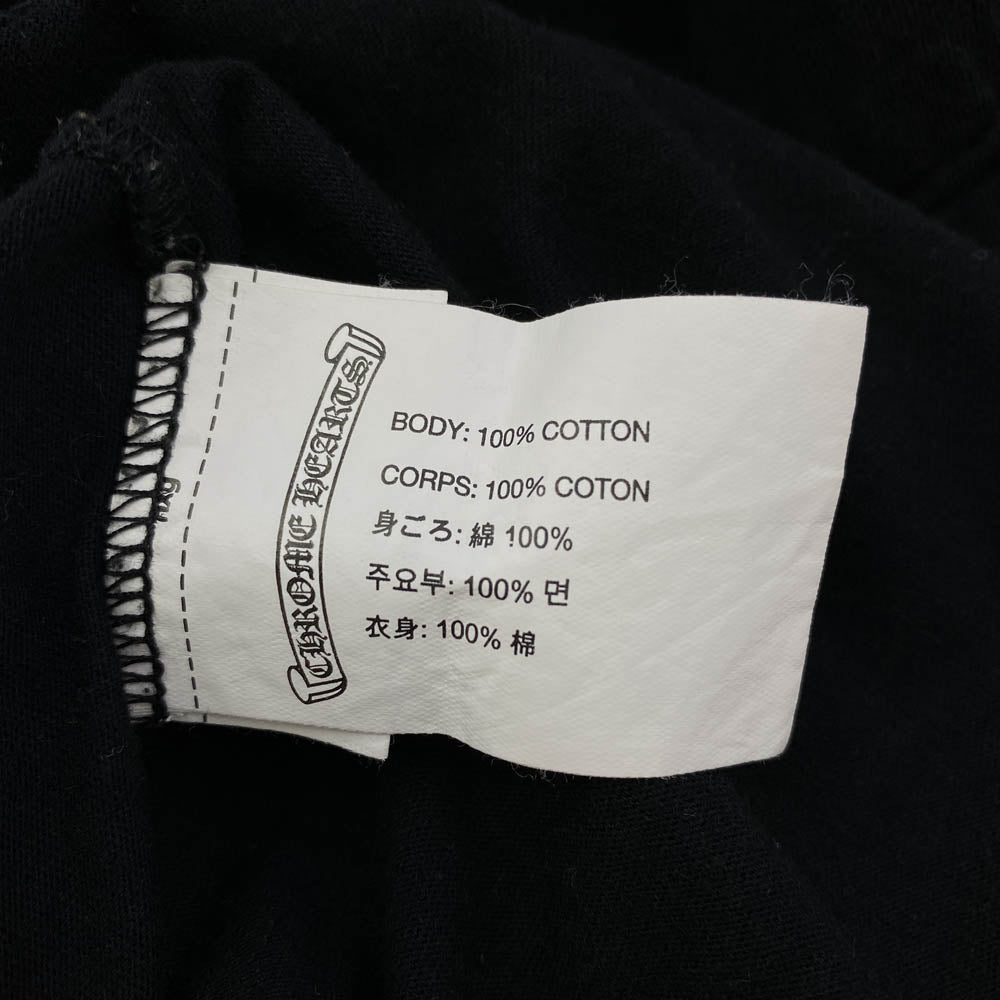 CHROME HEARTS
BODY: 100% COTTON
CORPS: 100% COTON
身ごろ: 綿 100%
주요부: 100% 면
衣身: 100% 棉